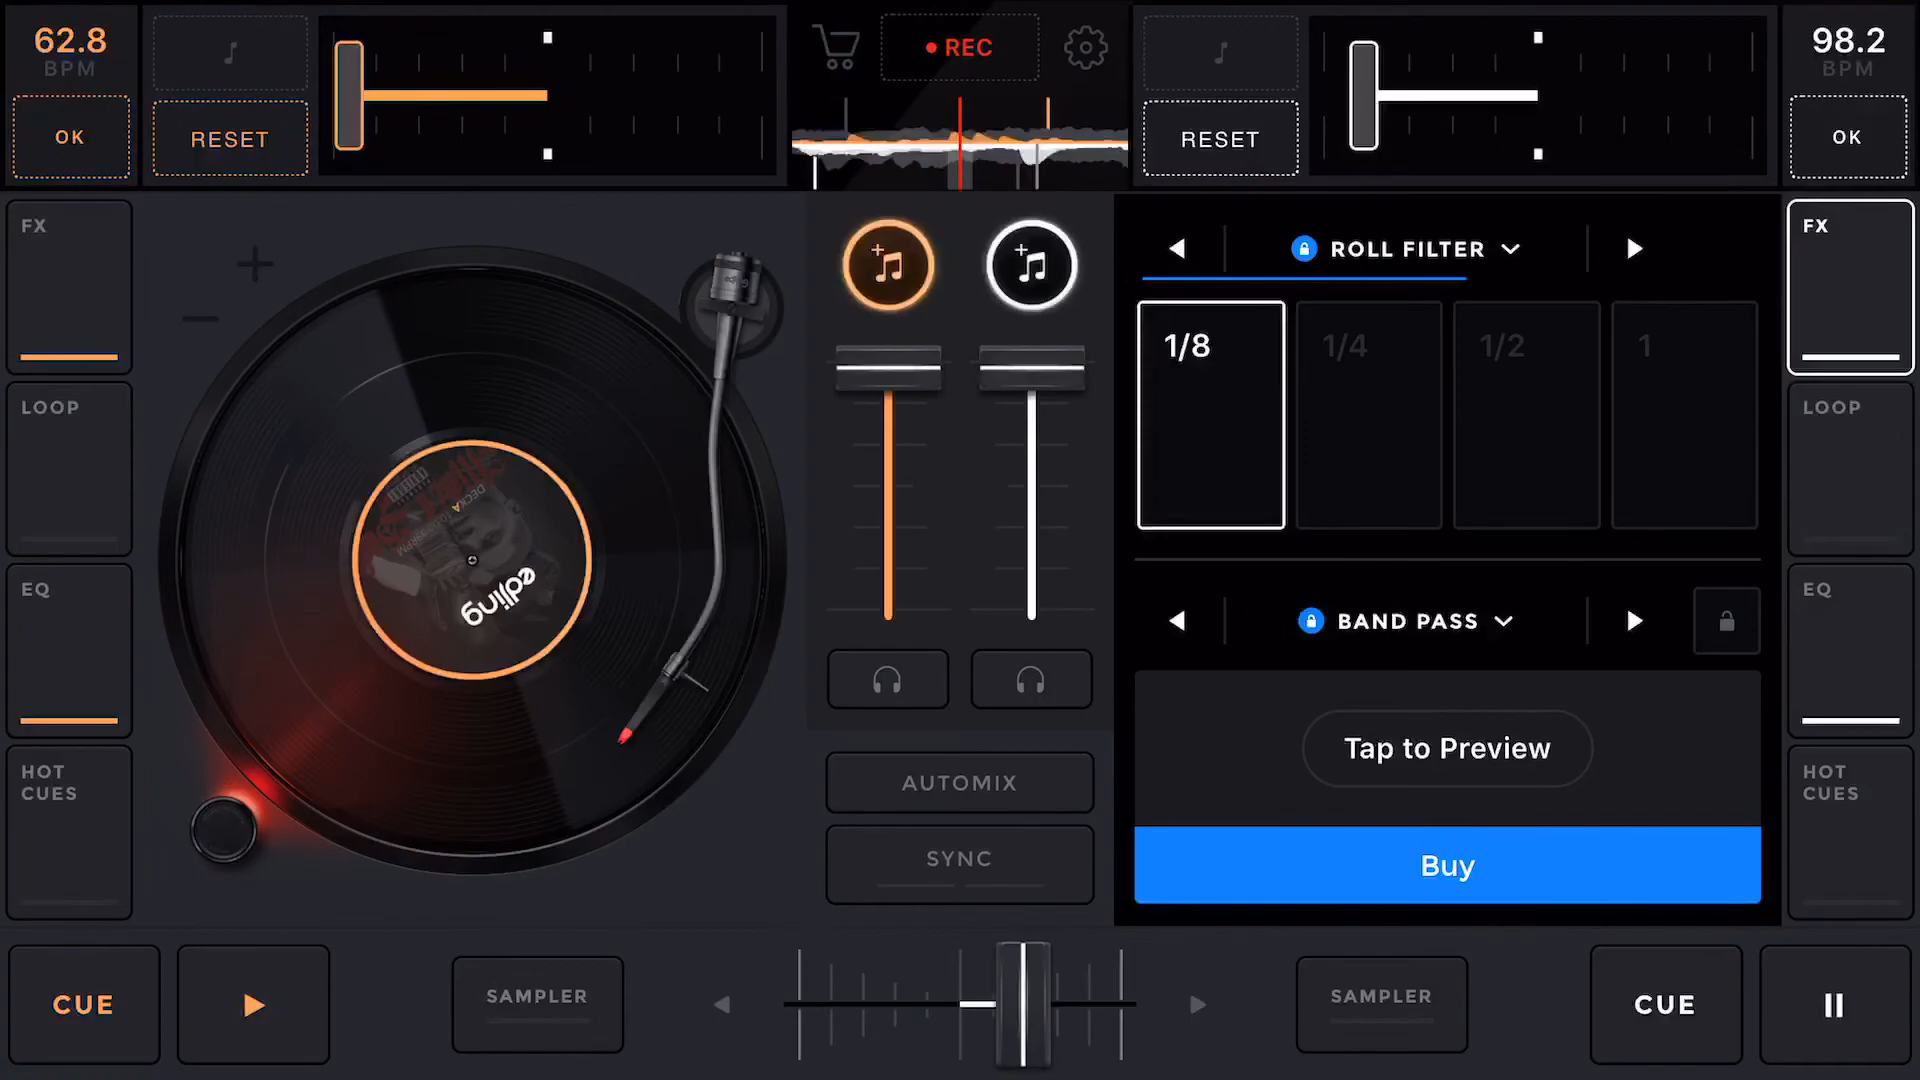 62.8
BPM
OK
RESET
REC
RESET
98.2
BPM
OK
FX
LOOP
EQ
HOT
CUES
DECK A
edjing
AUTOMIX
SYNC
ROLL FILTER
1/8
1/4
1/2
1
BAND PASS
Tap to Preview
Buy
FX
LOOP
EQ
HOT
CUES
CUE
SAMPLER
SAMPLER
CUE